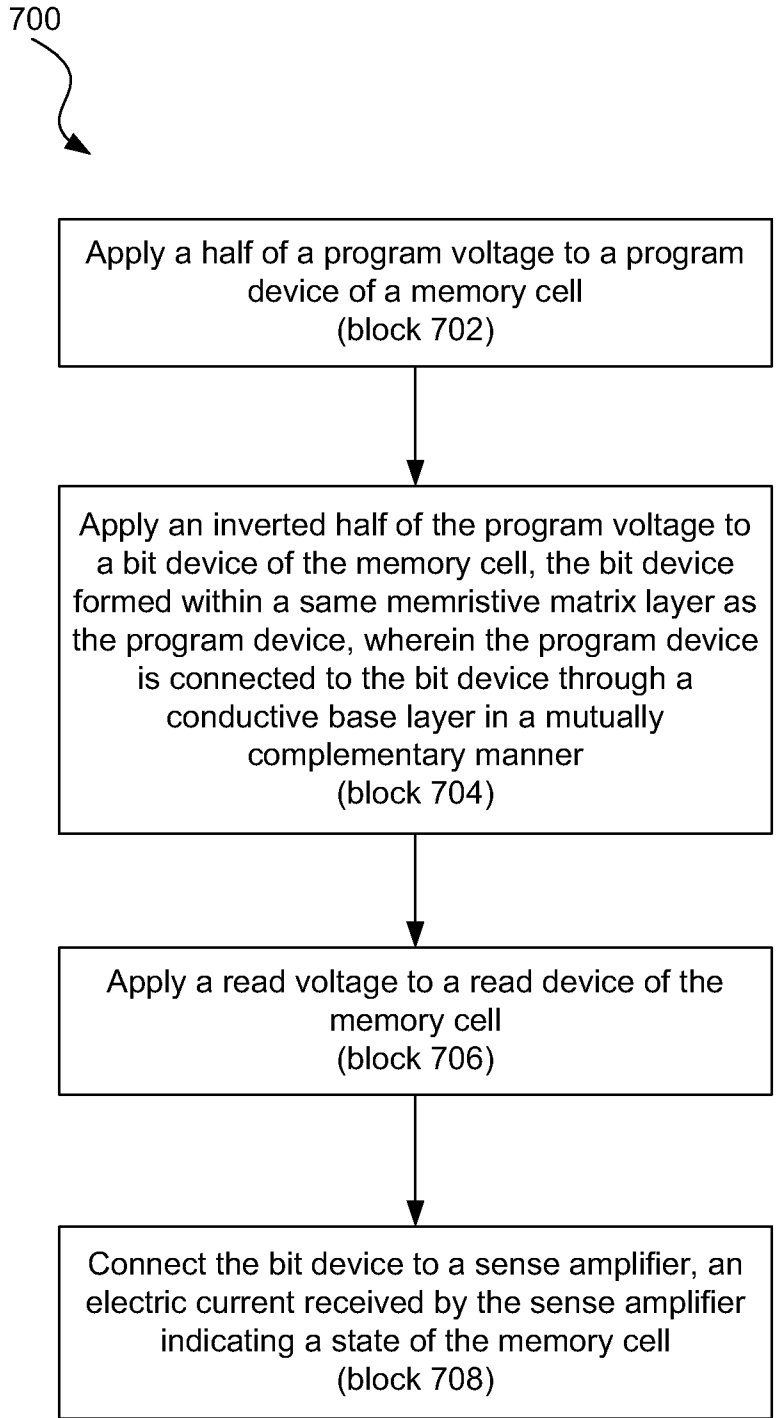 700
Apply a half of a program voltage to a program
device of a memory cell
(block 702)
Apply an inverted half of the program voltage to
a bit device of the memory cell, the bit device
formed within a same memristive matrix layer as
the program device, wherein the program device
is connected to the bit device through a
conductive base layer in a mutually
complementary manner
(block 704)
Apply a read voltage to a read device of the
memory cell
(block 706)
Connect the bit device to a sense amplifier, an
electric current received by the sense amplifier
indicating a state of the memory cell
(block 708)